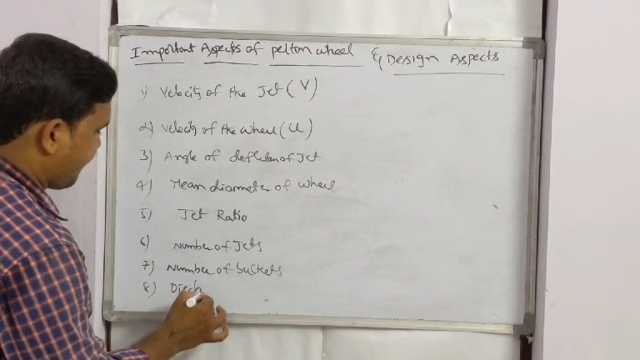 Important Aspects of pelton wheel & Design Aspects
1) Velocity of the Jet (V)
2) Velocity of the wheel (u)
3) Angle of deflection of Jet
4) Mean diameter of wheel
5) Jet Ratio
6) Number of Jets
7) Number of buckets
8) Disch